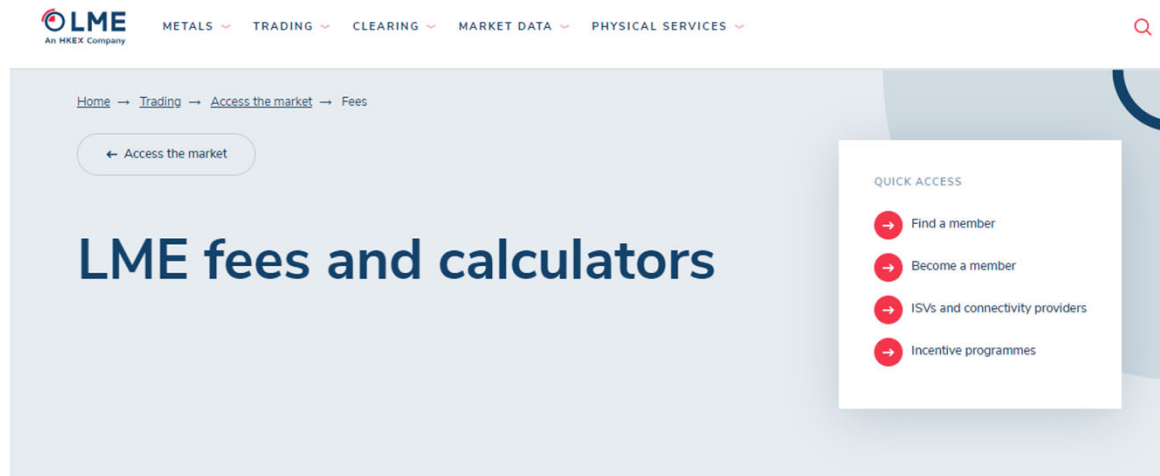 LME
An HKEX Company
METALS TRADING CLEARING MARKET DATA PHYSICAL SERVICES
Home → Trading → Access the market → Fees
← Access the market
LME fees and calculators
QUICK ACCESS
→ Find a member
→ Become a member
→ ISVs and connectivity providers
→ Incentive programmes